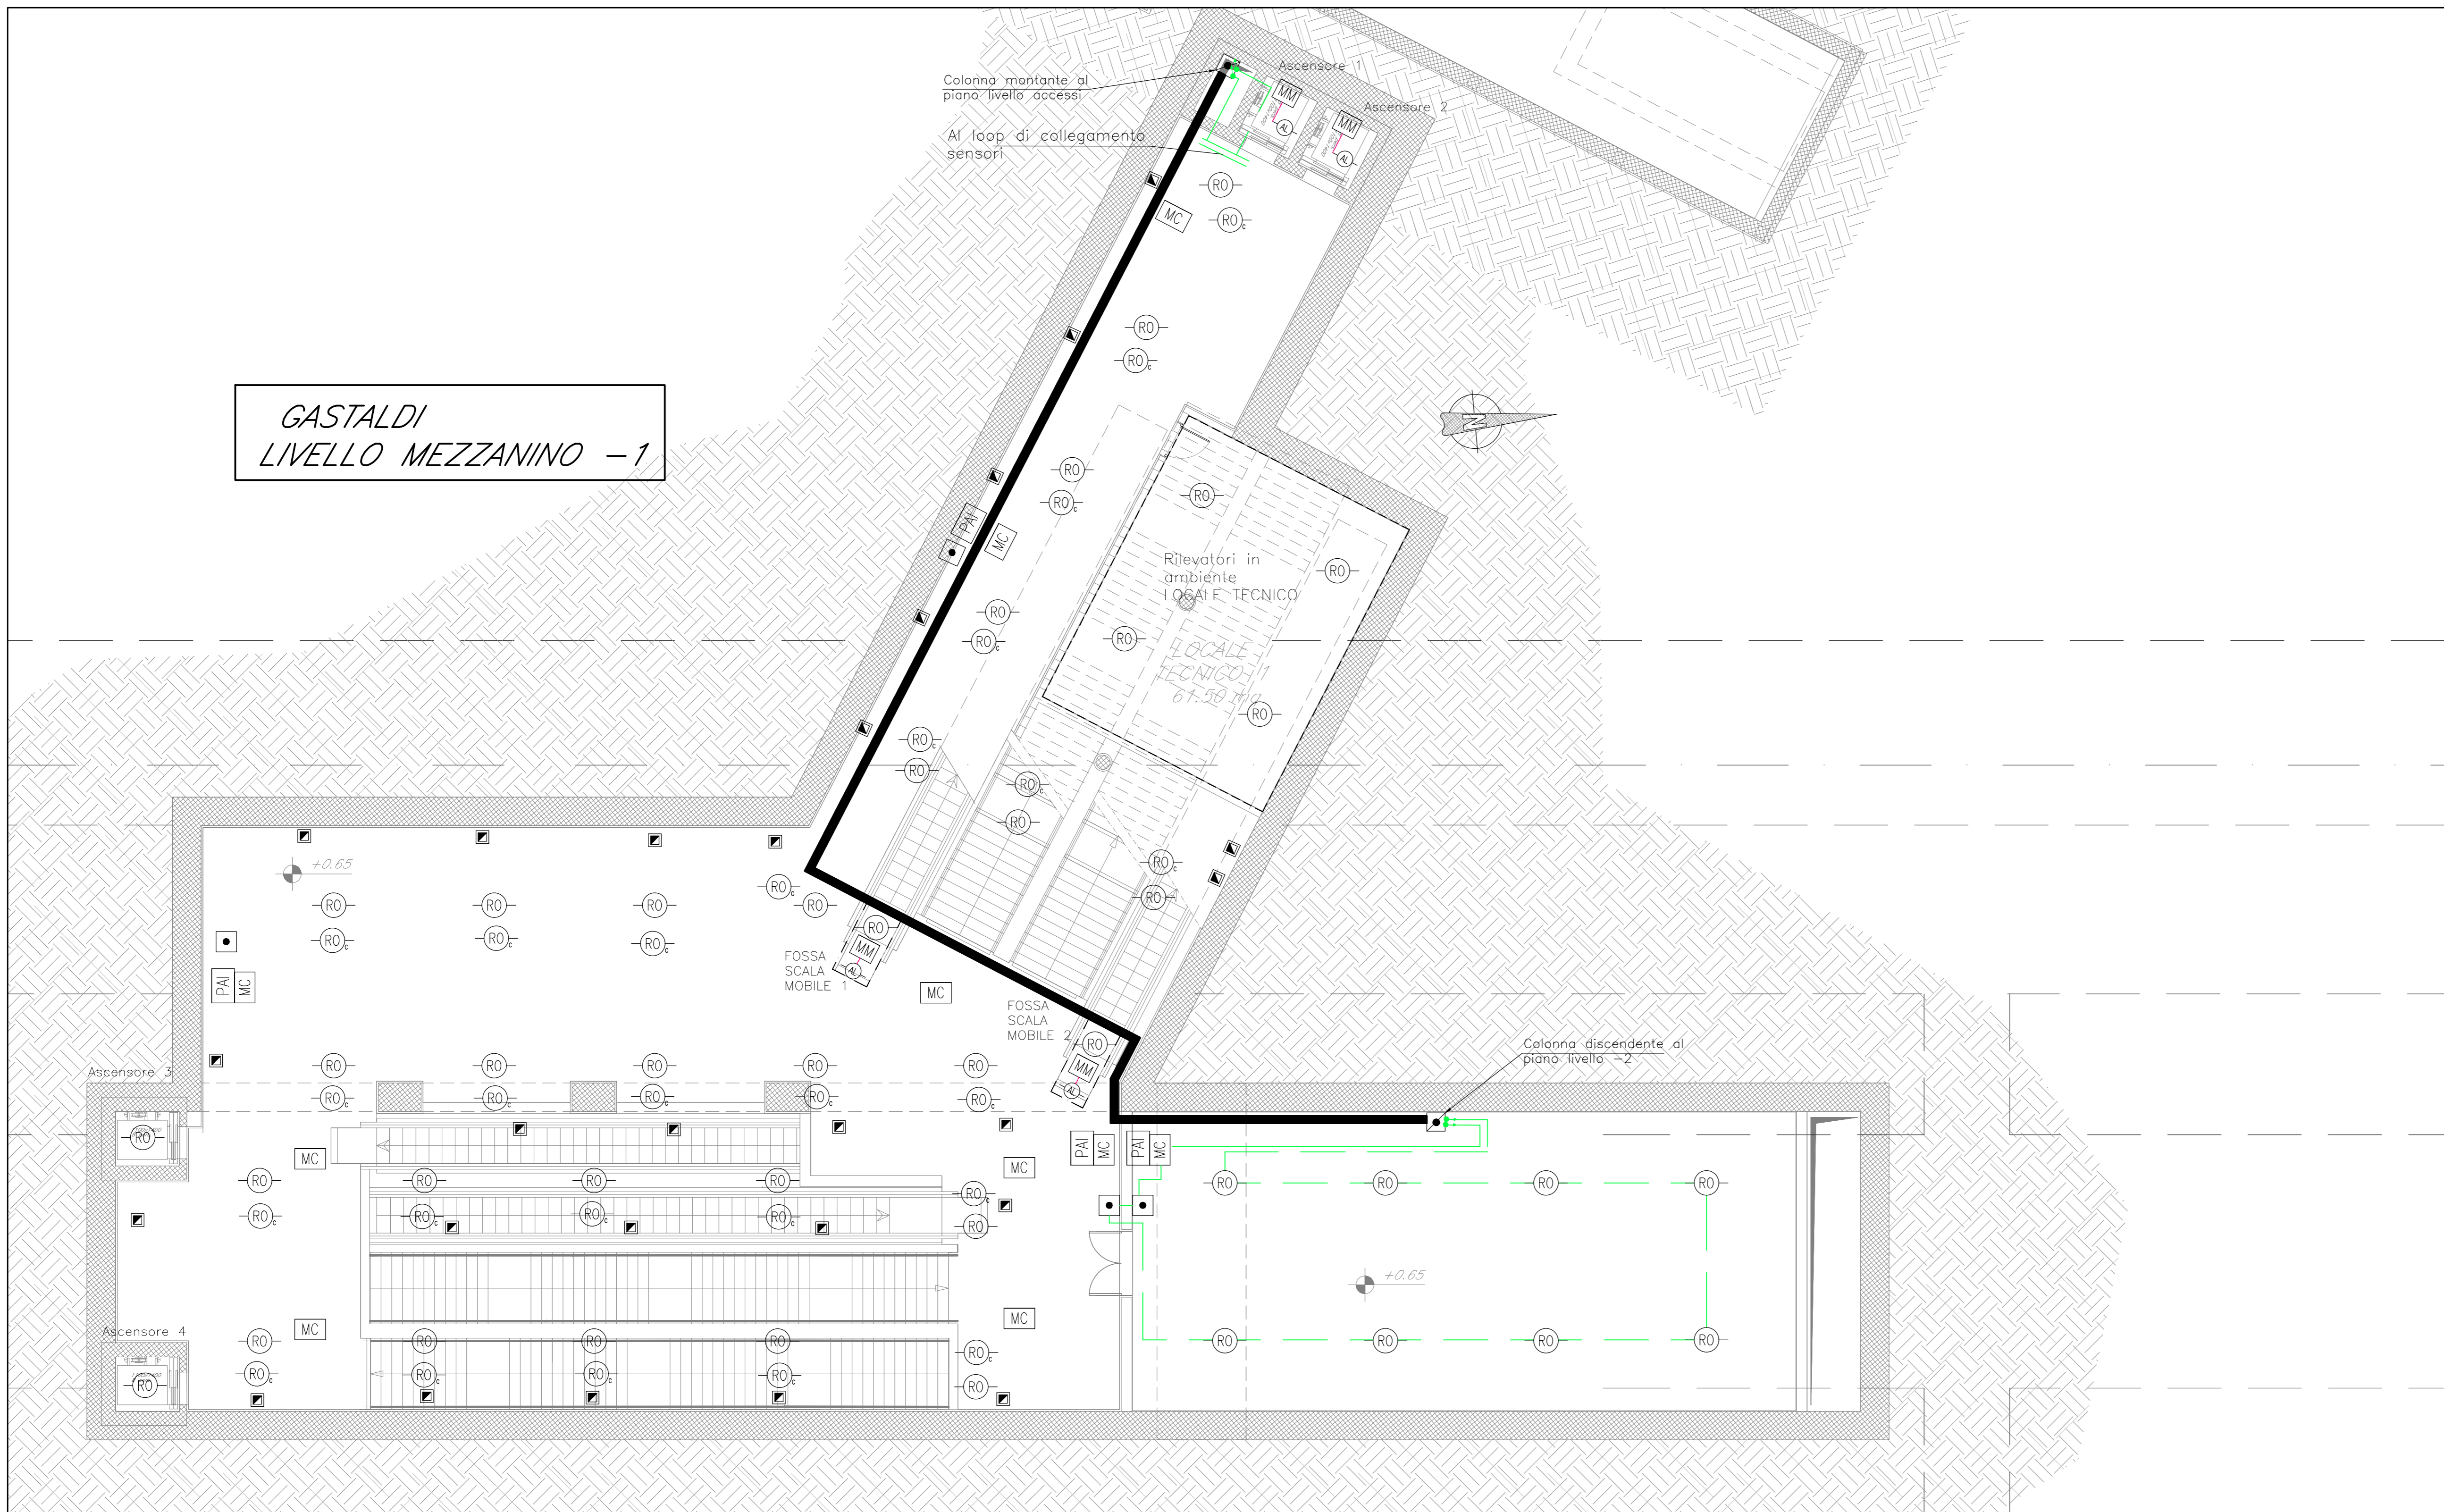 Colonna montante al
piano livello accessi
Ascensore 1
Ascensore 2
Al loop di collegamento
sensori
MM
AL
MM
AL
RO
RO c
MC
GASTALDI
LIVELLO MEZZANINO -1
RO
RO c
N
RO
RO c
RO
PAI
MC
Rilevatori in
ambiente
LOCALE TECNICO
RO
RO
RO c
RO
LOCALE
TECNICO 1
61.50 mq
RO
RO c
RO
RO c
RO
RO c
RO
+0.65
RO
RO
RO
RO c
RO
RO c
RO c
RO c
RO
MM
AL
FOSSA
SCALA
MOBILE 1
PAI
MC
MC
FOSSA
SCALA
MOBILE 2
RO
MM
AL
Colonna discendente al
piano livello -2
Ascensore 3
RO
RO
RO
RO
RO
RO c
RO c
RO c
RO c
RO c
RO
MC
MC
PAI
MC
PAI
MC
RO
RO
RO
RO
RO c
RO
RO
RO
RO
RO c
RO c
RO c
RO c
RO
+0.65
Ascensore 4
MC
MC
RO
RO
RO
RO
RO c
RO
RO
RO
RO
RO
1100x1400
RO c
RO c
RO c
RO c
RO